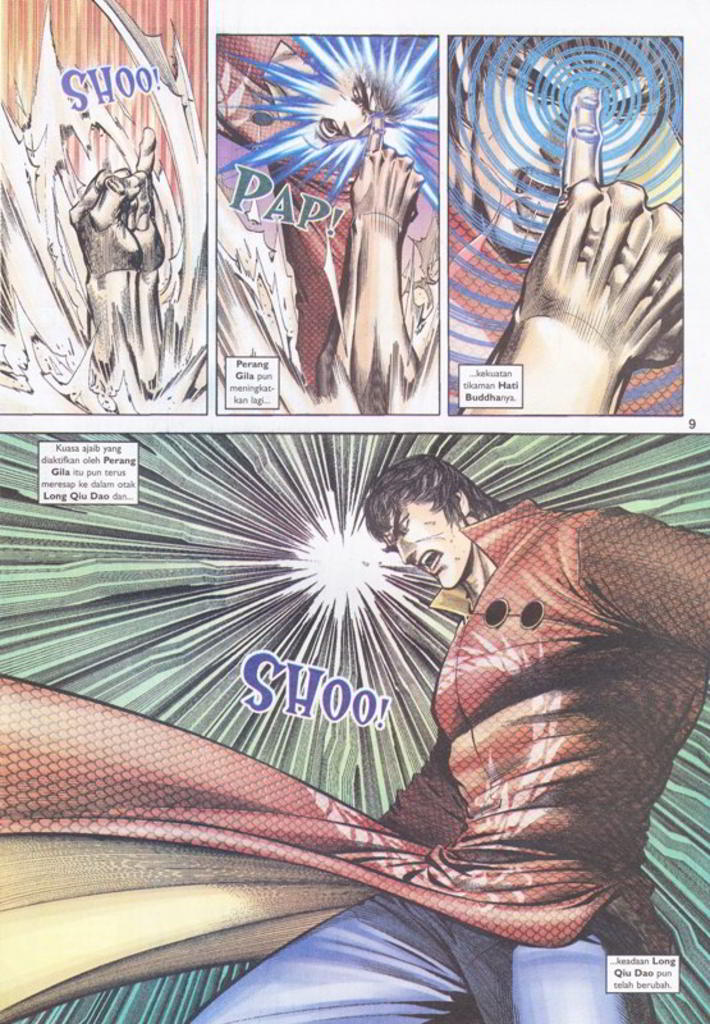 SHOO!
PAP!
Perang
Gila pun
meningkat-
kan lagi...
...kekuatan
tikaman Hati
Buddhanya.
9
Kuasa ajaib yang
diaktifkan oleh Perang
Gila itu pun terus
meresap ke dalam otak
Long Qiu Dao dan...
SHOO!
...keadaan Long
Qiu Dao pun
telah berubah.